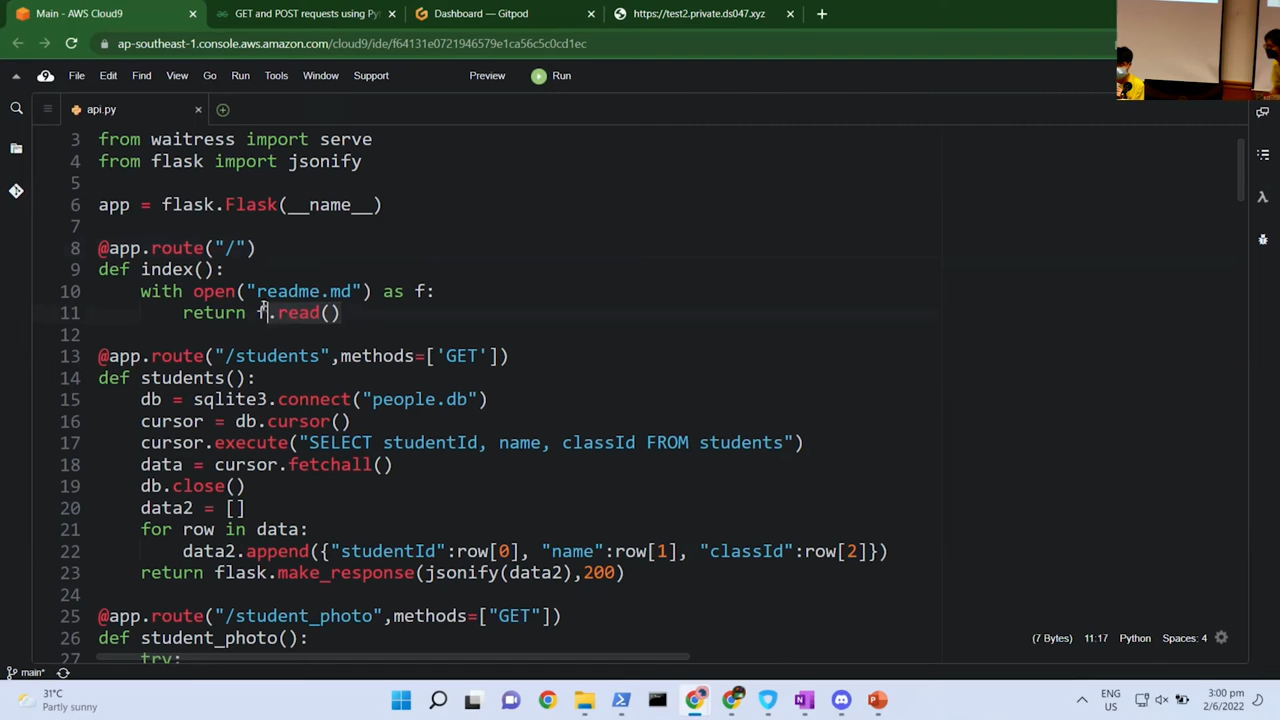 Main - AWS Cloud9
GET and POST requests using Pyt
Dashboard — Gitpod
https://test2.private.ds047.xyz
ap-southeast-1.console.aws.amazon.com/cloud9/ide/f64131e0721946579e1ca56c5c0cd1ec
File Edit Find View Go Run Tools Window Support Preview Run
api.py
3 from waitress import serve
4 from flask import jsonify
5
6 app = flask.Flask(__name__)
7
8 @app.route("/")
9 def index():
10 with open("readme.md") as f:
11 return f.read()
12
13 @app.route("/students",methods=['GET'])
14 def students():
15 db = sqlite3.connect("people.db")
16 cursor = db.cursor()
17 cursor.execute("SELECT studentId, name, classId FROM students")
18 data = cursor.fetchall()
19 db.close()
20 data2 = []
21 for row in data:
22 data2.append({"studentId":row[0], "name":row[1], "classId":row[2]})
23 return flask.make_response(jsonify(data2),200)
24
25 @app.route("/student_photo",methods=["GET"])
26 def student_photo():
27 try:
(7 Bytes) 11:17 Python Spaces: 4
main*
31°C
Partly sunny
ENG
US
3:00 pm
2/6/2022